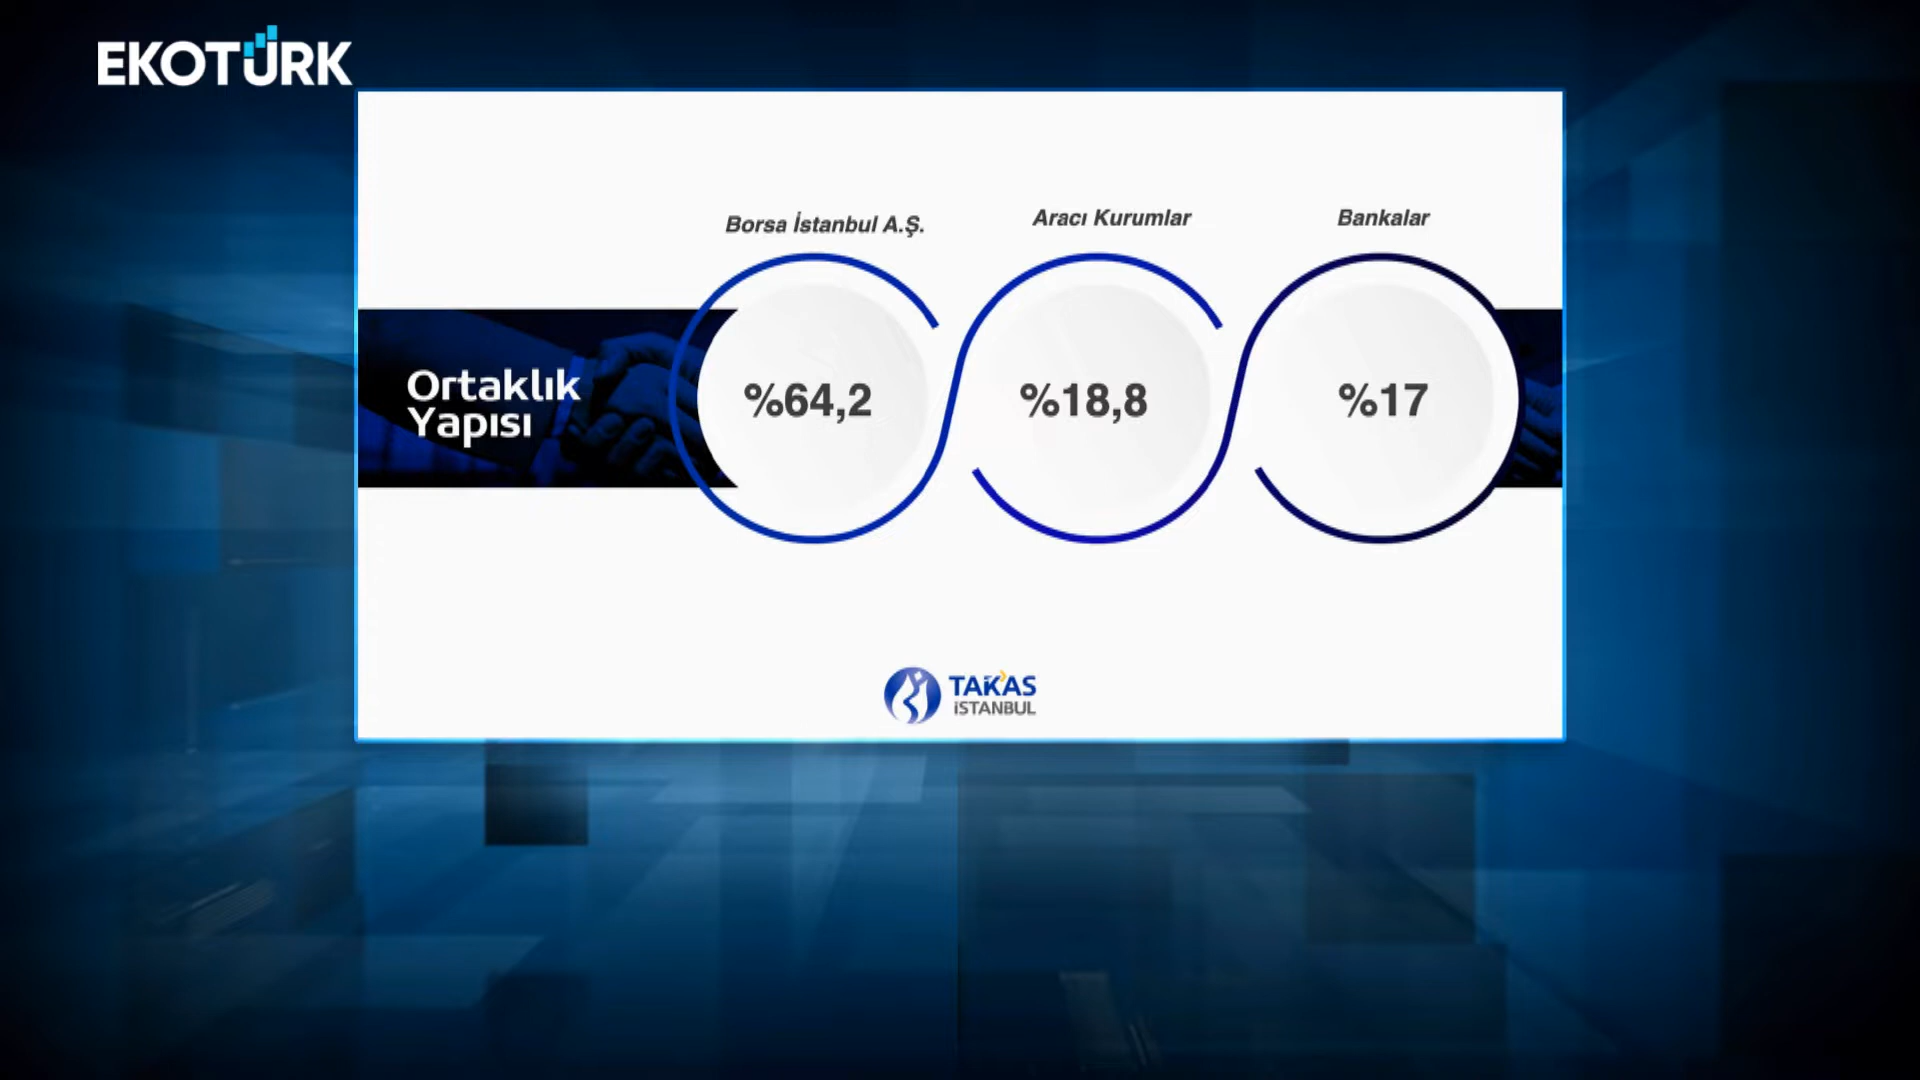 EKOTÜRK
Borsa İstanbul A.Ş.
Aracı Kurumlar
Bankalar
Ortaklık
Yapısı
%64,2
%18,8
%17
TAKAS
İSTANBUL